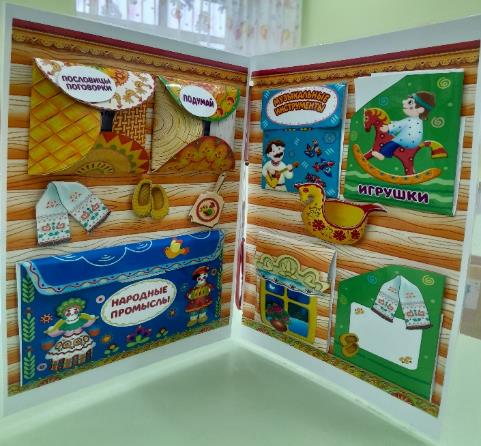 ПОСЛОВИЦЫ
ПОГОВОРКИ
ПОДУМАЙ
НАРОДНЫЕ
ПРОМЫСЛЫ
МУЗЫКАЛЬНЫЕ
ИНСТРУМЕНТЫ
ИГРУШКИ